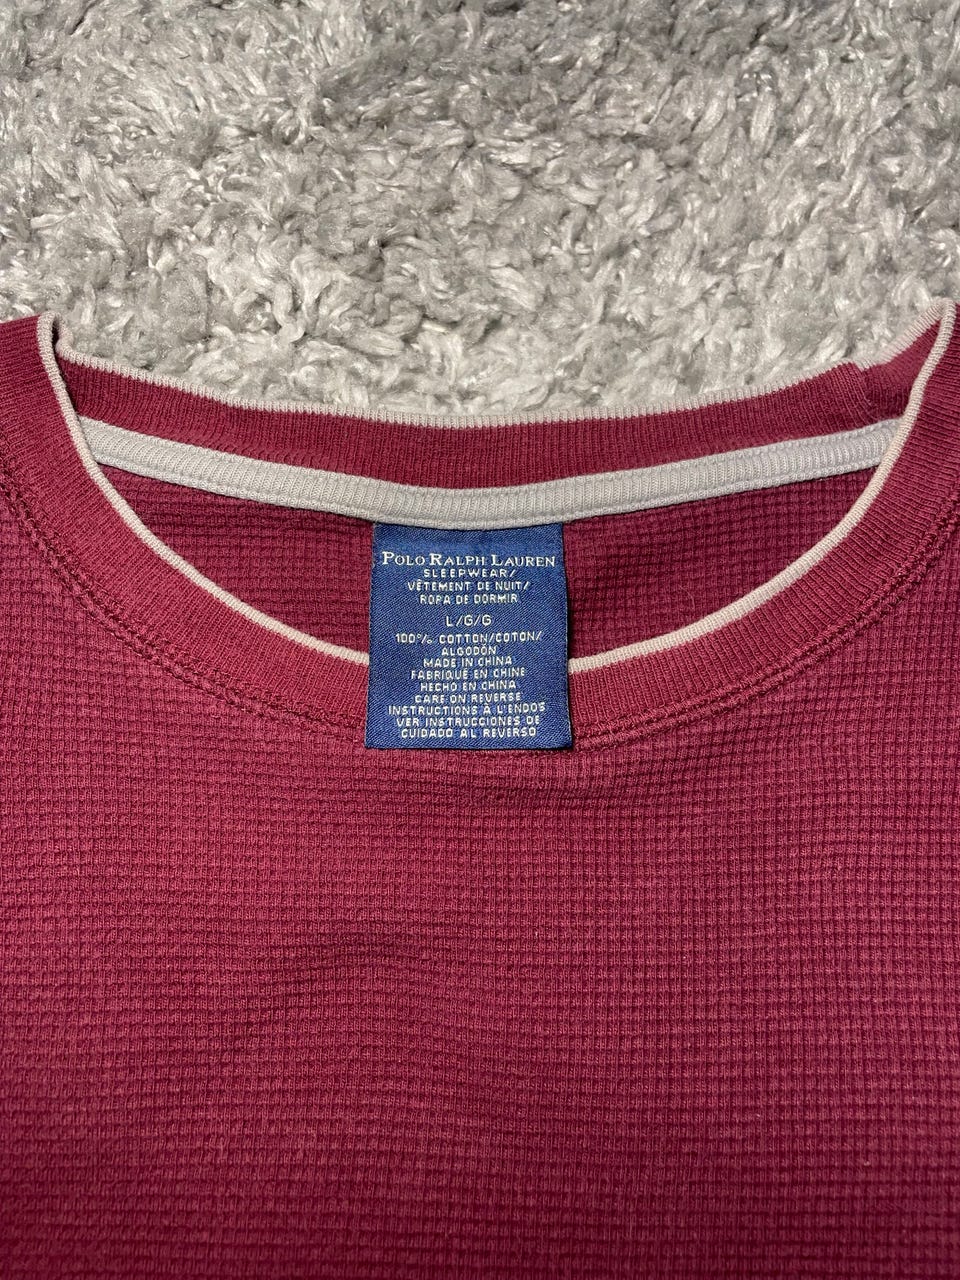 POLO RALPH LAUREN
SLEEPWEAR/
VÊTEMENT DE NUIT/
ROPA DE DORMIR
L/G/G
100% COTTON/COTON/
ALGODÓN
MADE IN CHINA
FABRIQUÉ EN CHINE
HECHO EN CHINA
CARE ON REVERSE
INSTRUCTIONS À L'ENDOS
VER INSTRUCCIONES DE
CUIDADO AL REVERSO